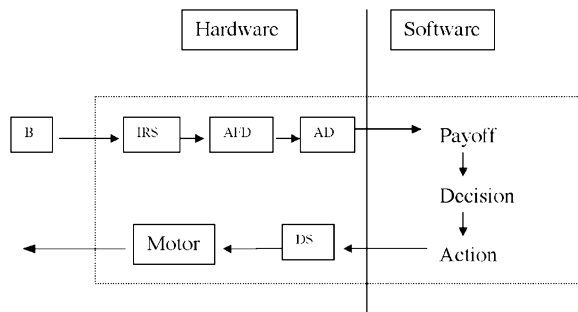 Hardware
Software
B
IRS
AFD
AD
Payoff
Decision
Motor
DS
Action